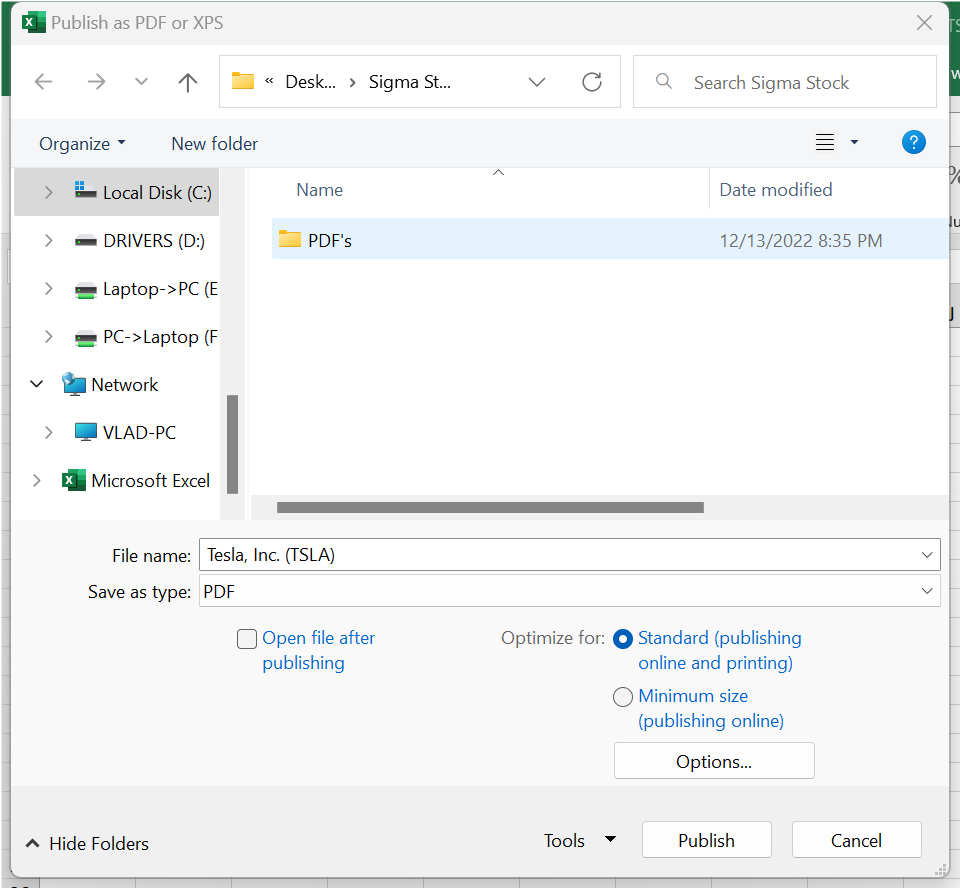 Publish as PDF or XPS
« Desk... › Sigma St...
Search Sigma Stock
Organize
New folder
?
Name
Date modified
Local Disk (C:)
DRIVERS (D:)
Laptop->PC (E
PC->Laptop (F
Network
VLAD-PC
Microsoft Excel
PDF's
12/13/2022 8:35 PM
File name: Tesla, Inc. (TSLA)
Save as type: PDF
Open file after
publishing
Optimize for:
Standard (publishing
online and printing)
Minimum size
(publishing online)
Options...
Hide Folders
Tools
Publish
Cancel